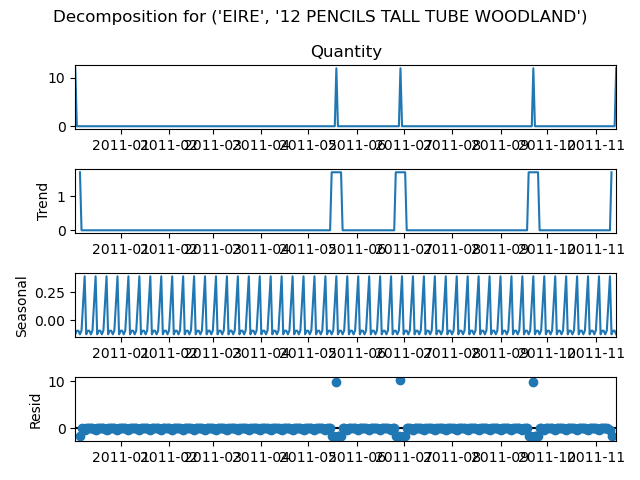 Decomposition for ('EIRE', '12 PENCILS TALL TUBE WOODLAND')
Quantity
10
0
2011-01 2011-02 2011-03 2011-04 2011-05 2011-06 2011-07 2011-08 2011-09 2011-10 2011-11
Trend
1
0
2011-01 2011-02 2011-03 2011-04 2011-05 2011-06 2011-07 2011-08 2011-09 2011-10 2011-11
Seasonal
0.25
0.00
2011-01 2011-02 2011-03 2011-04 2011-05 2011-06 2011-07 2011-08 2011-09 2011-10 2011-11
Resid
10
0
2011-01 2011-02 2011-03 2011-04 2011-05 2011-06 2011-07 2011-08 2011-09 2011-10 2011-11